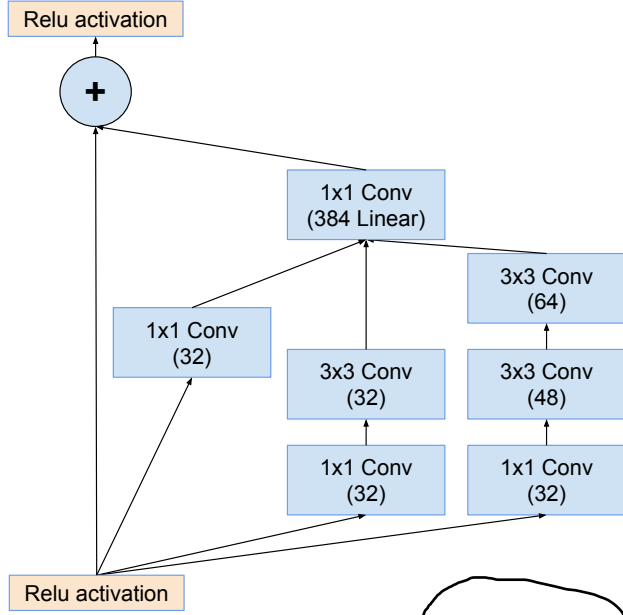 Relu activation
+
1x1 Conv
(384 Linear)
3x3 Conv
(64)
1x1 Conv
(32)
3x3 Conv
(32)
3x3 Conv
(48)
1x1 Conv
(32)
1x1 Conv
(32)
Relu activation